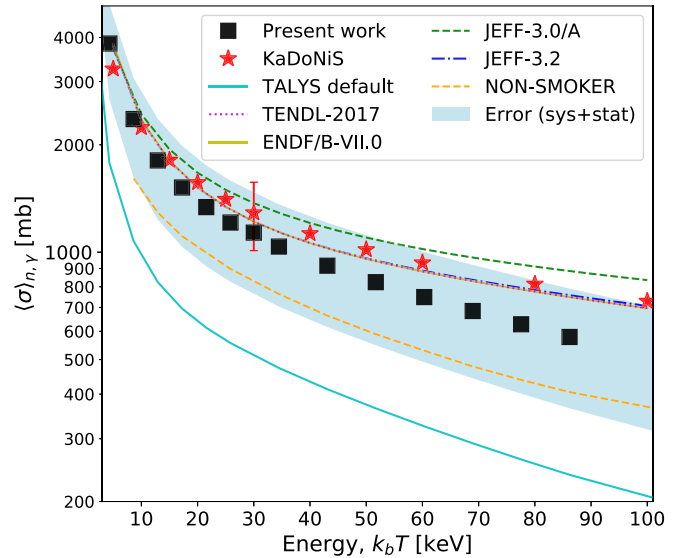 Present work
KaDoNiS
TALYS default
TENDL-2017
ENDF/B-VII.0
JEFF-3.0/A
JEFF-3.2
NON-SMOKER
Error (sys+stat)
⟨σ⟩n,γ [mb]
4000
3000
2000
1000
900
800
700
600
500
400
300
200
10 20 30 40 50 60 70 80 90 100
Energy, k_bT [keV]